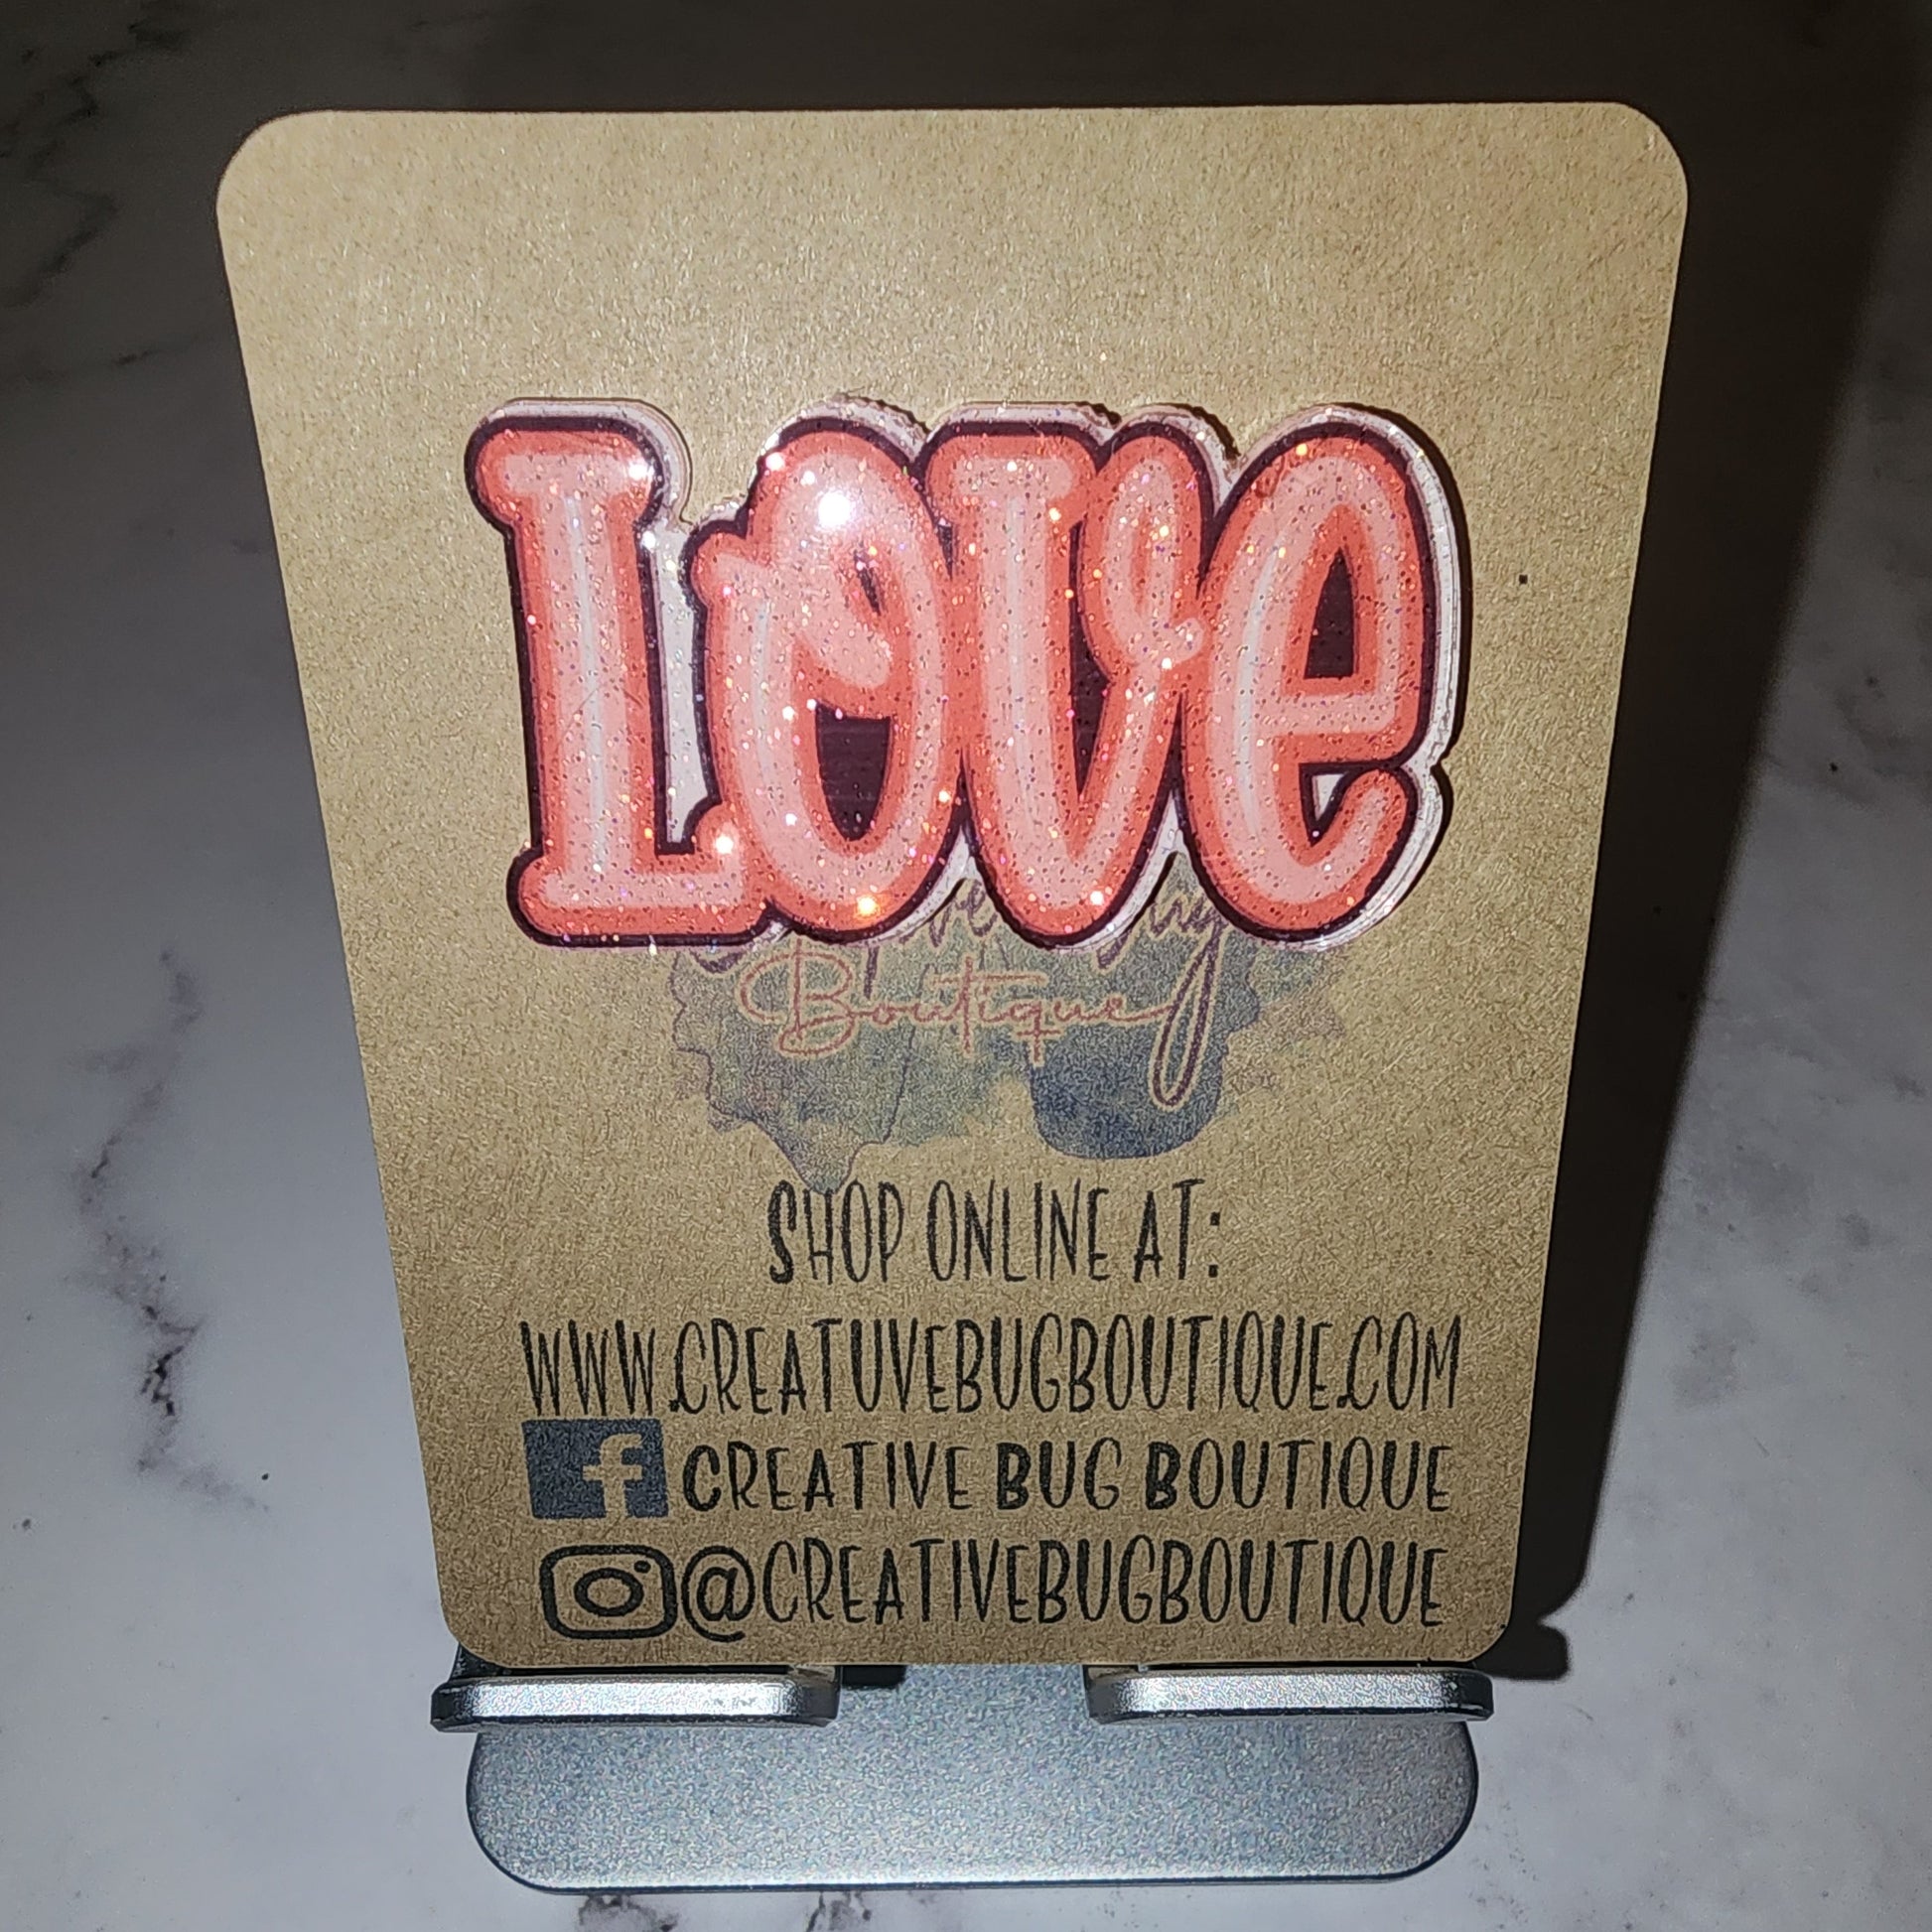 Love
Boutique
SHOP ONLINE AT:
WWW.CREATUVEBUGBOUTIQUE.COM
f CREATIVE BUG BOUTIQUE
@CREATIVEBUGBOUTIQUE